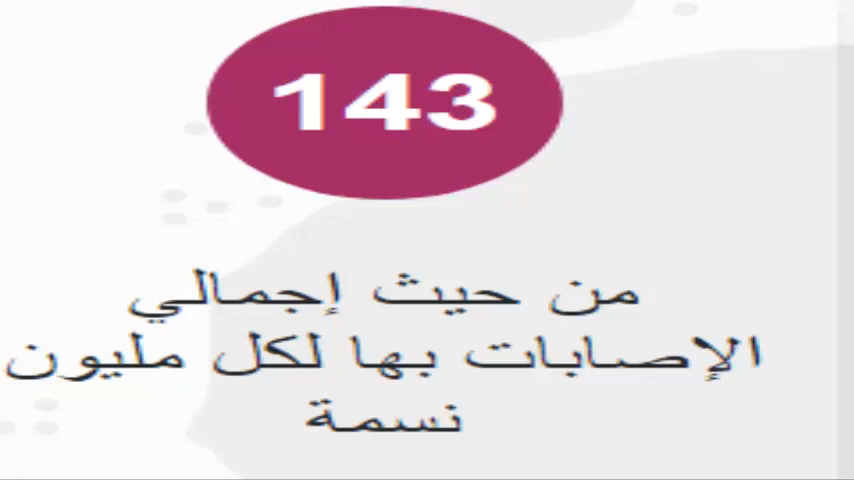 143
من حيث إجمالي
الإصابات بها لكل مليون
نسمة